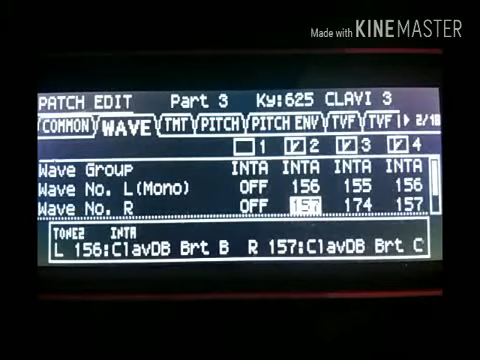 Made with KINEMASTER
PATCH EDIT Part 3 Ky:625 CLAVI 3
COMMON WAVE TMT PITCH PITCH ENV TVF TVF 2/18
1 2 3 4
Wave Group INTA INTA INTA INTA
Wave No. L(Mono) OFF 156 155 156
Wave No. R OFF 157 174 157
TONE2 INTA
L 156:ClavDB Brt B R 157:ClavDB Brt C